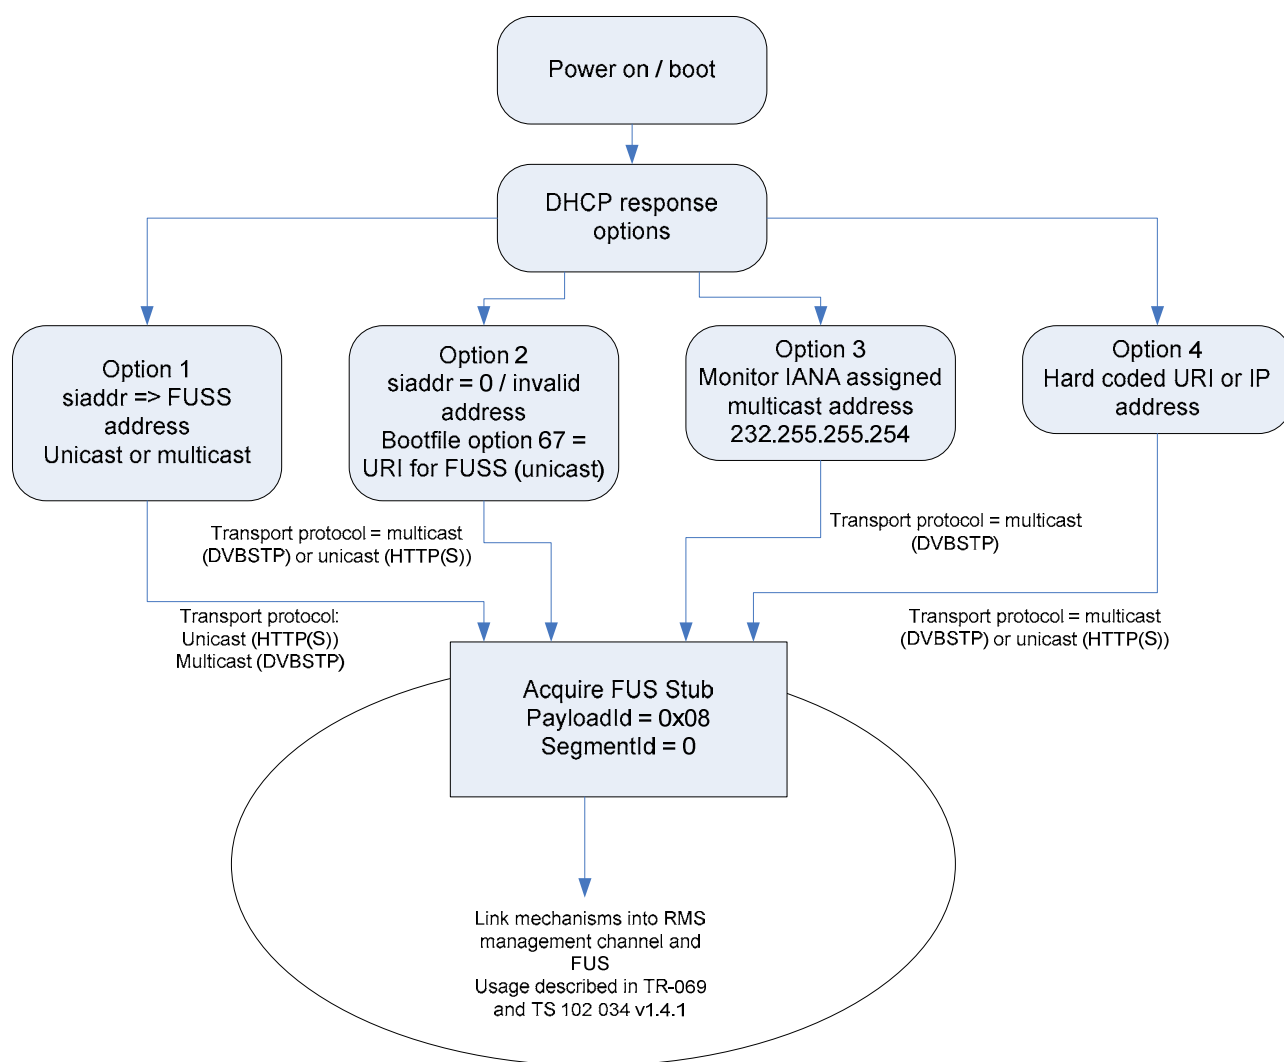 Power on / boot
DHCP response
options
Option 1
siaddr => FUSS
address
Unicast or multicast
Option 2
siaddr = 0 / invalid
address
Bootfile option 67 =
URI for FUSS (unicast)
Option 3
Monitor IANA assigned
multicast address
232.255.255.254
Option 4
Hard coded URI or IP
address
Transport protocol = multicast
(DVBSTP) or unicast (HTTP(S))
Transport protocol = multicast
(DVBSTP)
Transport protocol:
Unicast (HTTP(S))
Multicast (DVBSTP)
Transport protocol = multicast
(DVBSTP) or unicast (HTTP(S))
Acquire FUS Stub
PayloadId = 0x08
SegmentId = 0
Link mechanisms into RMS
management channel and
FUS
Usage described in TR-069
and TS 102 034 v1.4.1